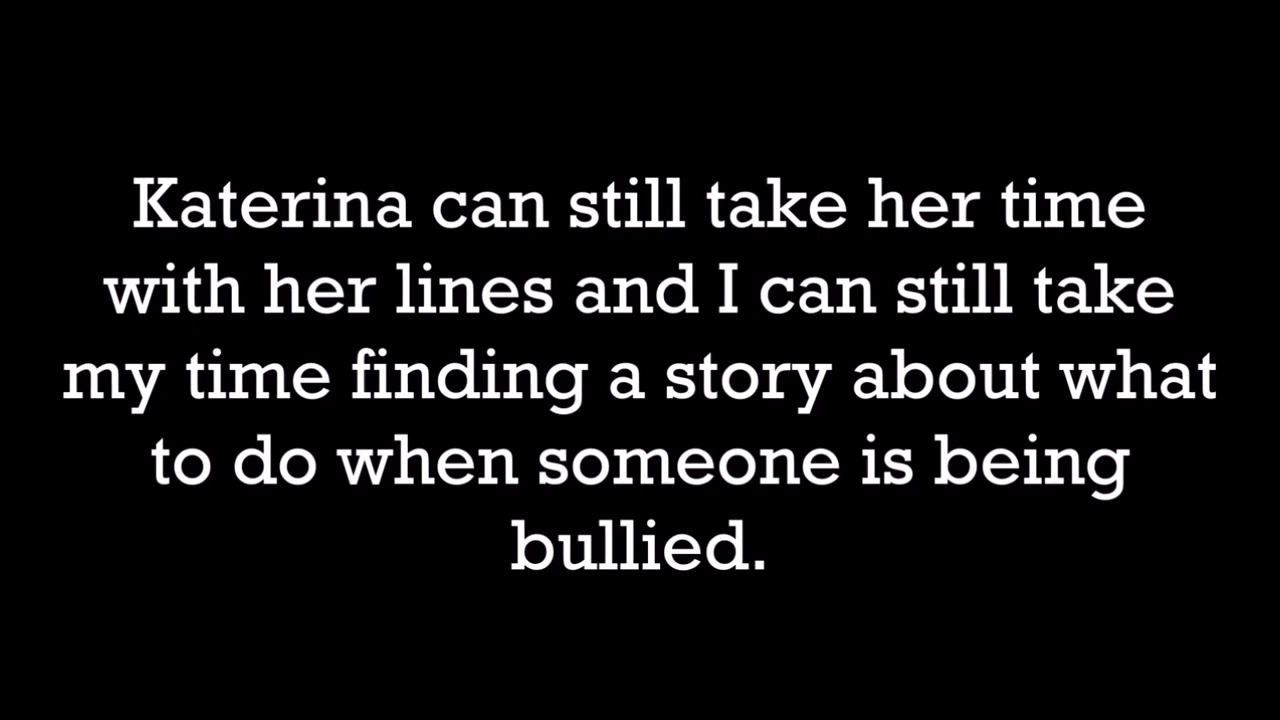 Katerina can still take her time
with her lines and I can still take
my time finding a story about what
to do when someone is being
bullied.